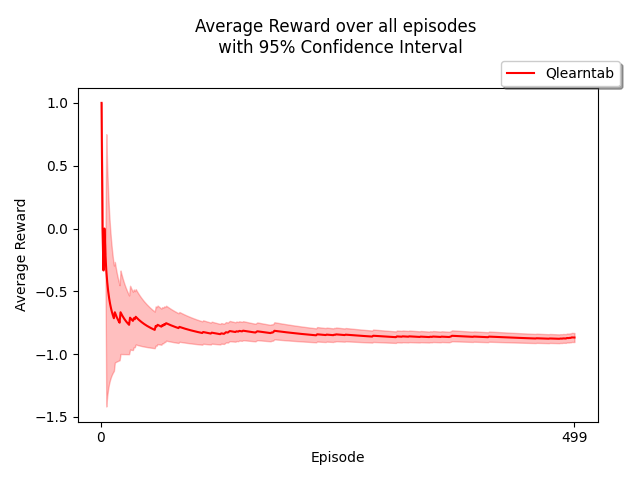 Average Reward over all episodes
with 95% Confidence Interval
Qlearntab
1.0
0.5
0.0
−0.5
−1.0
−1.5
Average Reward
0
499
Episode